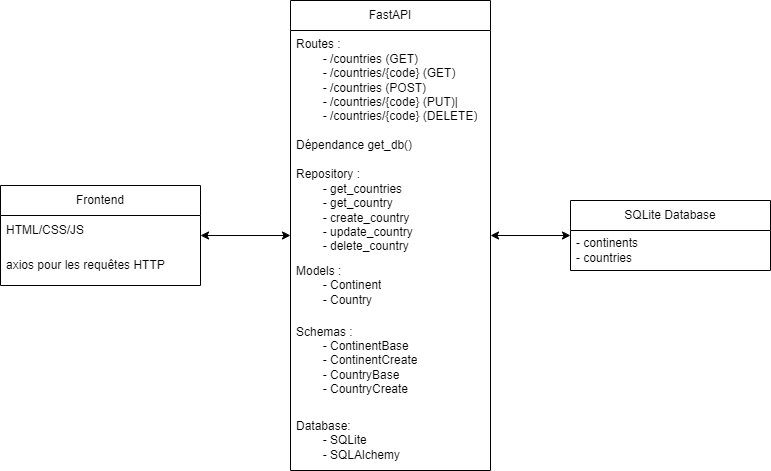 FastAPI
Routes :
- /countries (GET)
- /countries/{code} (GET)
- /countries (POST)
- /countries/{code} (PUT)|
- /countries/{code} (DELETE)
Dépendance get_db()
Repository :
- get_countries
- get_country
- create_country
- update_country
- delete_country
Models :
- Continent
- Country
Schemas :
- ContinentBase
- ContinentCreate
- CountryBase
- CountryCreate
Database:
- SQLite
- SQLAlchemy
Frontend
HTML/CSS/JS
axios pour les requêtes HTTP
SQLite Database
- continents
- countries